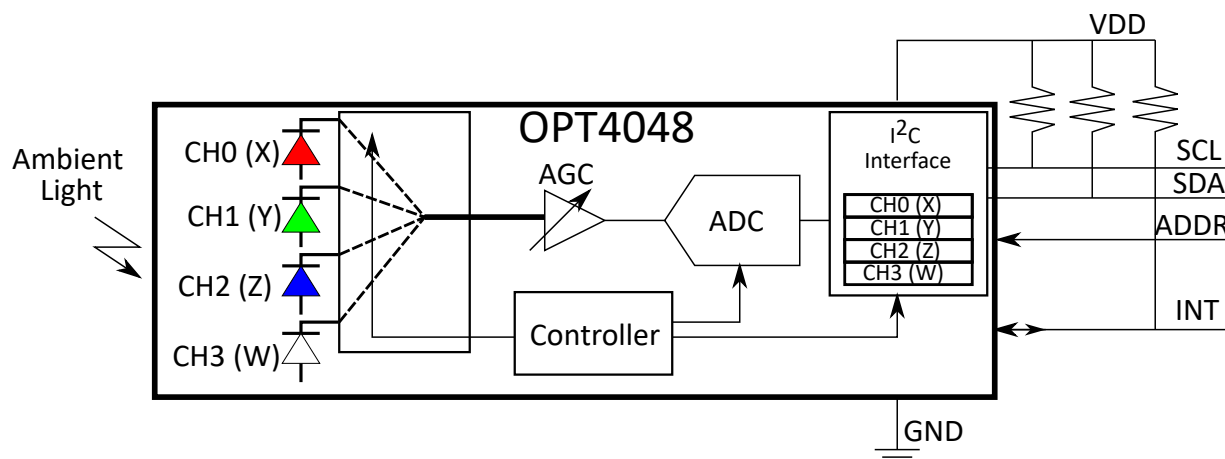 VDD
OPT4048
CH0 (X)
I²C
Interface
Ambient
Light
AGC
SCL
SDA
CH1 (Y)
ADC
CH0 (X)
CH1 (Y)
CH2 (Z)
CH3 (W)
ADDR
CH2 (Z)
Controller
INT
CH3 (W)
GND